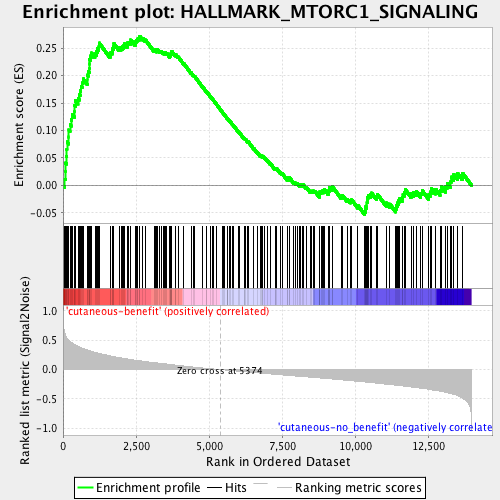 Enrichment plot: HALLMARK_MTORC1_SIGNALING
Enrichment score (ES)
0.25
0.20
0.15
0.10
0.05
0.00
-0.05
Ranked list metric (Signal2Noise)
1.0
0.5
0.0
-0.5
-1.0
'cutaneous-benefit' (positively correlated)
Zero cross at 5374
'cutaneous-no_benefit' (negatively correlate
0
2,500
5,000
7,500
10,000
12,500
Rank in Ordered Dataset
Enrichment profile
Hits
Ranking metric scores